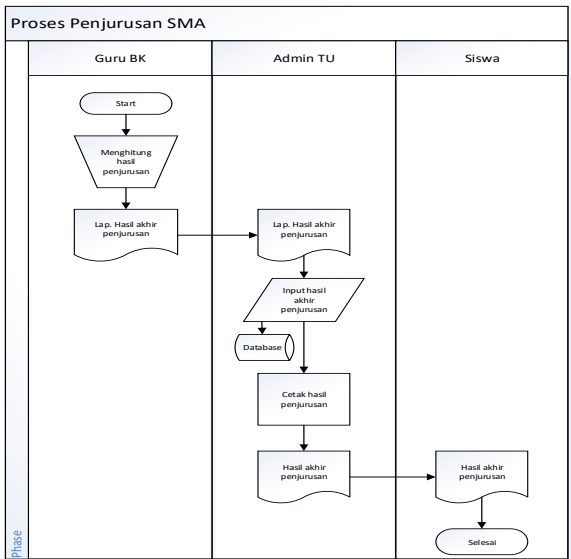 Proses Penjurusan SMA
Guru BK
Admin TU
Siswa
Start
Menghitung
hasil
penjurusan
Lap. Hasil akhir
penjurusan
Lap. Hasil akhir
penjurusan
Input hasil
akhir
penjurusan
Database
Cetak hasil
penjurusan
Hasil akhir
penjurusan
Hasil akhir
penjurusan
Selesai
Phase